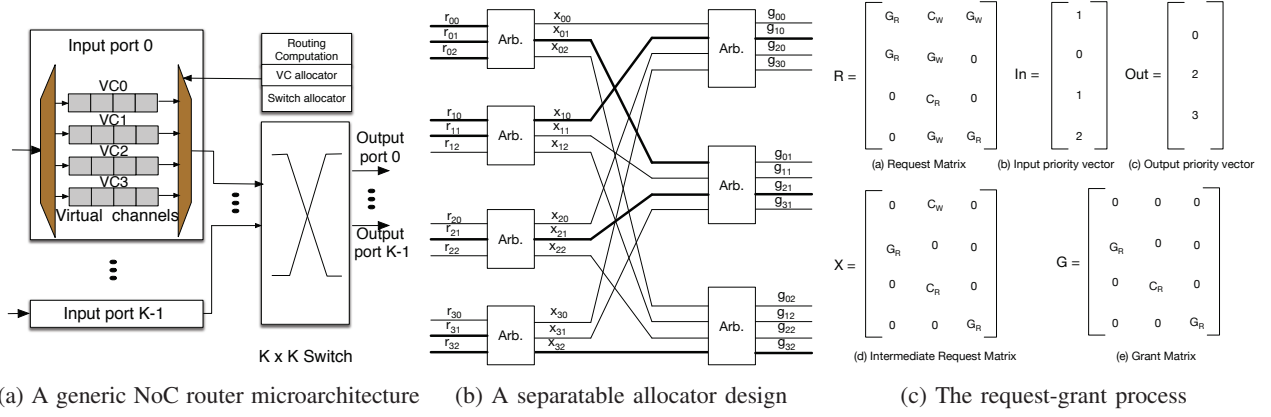 Input port 0
VC0
VC1
VC2
VC3
Virtual channels
Routing
Computation
VC allocator
Switch allocator
Output
port 0
Output
port K-1
Input port K-1
K x K Switch
(a) A generic NoC router microarchitecture
r00
r01
r02
Arb.
x00
x01
x02
r10
r11
r12
Arb.
x10
x11
x12
r20
r21
r22
Arb.
x20
x21
x22
r30
r31
r32
Arb.
x30
x31
x32
Arb.
g00
g10
g20
g30
Arb.
g01
g11
g21
g31
Arb.
g02
g12
g22
g32
(b) A separatable allocator design
R =
GR CW GW
GR GW 0
0 CR 0
0 GW GR
(a) Request Matrix
In =
1
0
1
2
(b) Input priority vector
Out =
0
2
3
(c) Output priority vector
X =
0 CW 0
GR 0 0
0 CR 0
0 0 GR
(d) Intermediate Request Matrix
G =
0 0 0
GR 0 0
0 CR 0
0 0 GR
(e) Grant Matrix
(c) The request-grant process